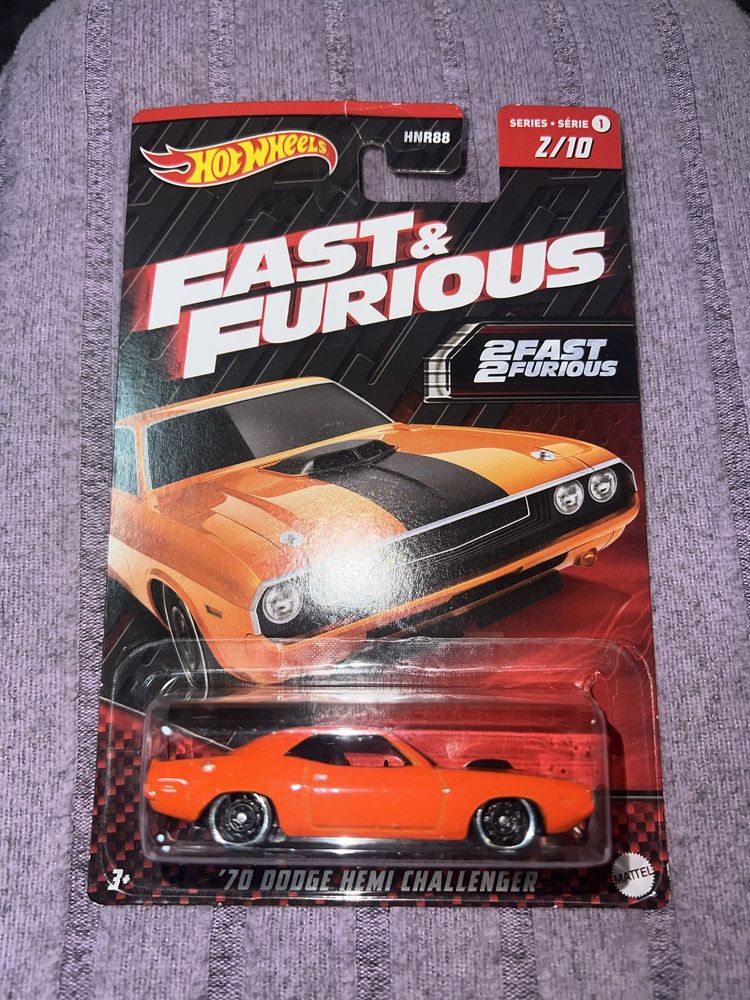 HNR88
SERIES • SÉRIE 1
2/10
HOT WHEELS
FAST &
FURIOUS
2 FAST
2 FURIOUS
'70 DODGE HEMI CHALLENGER
3+
MATTEL